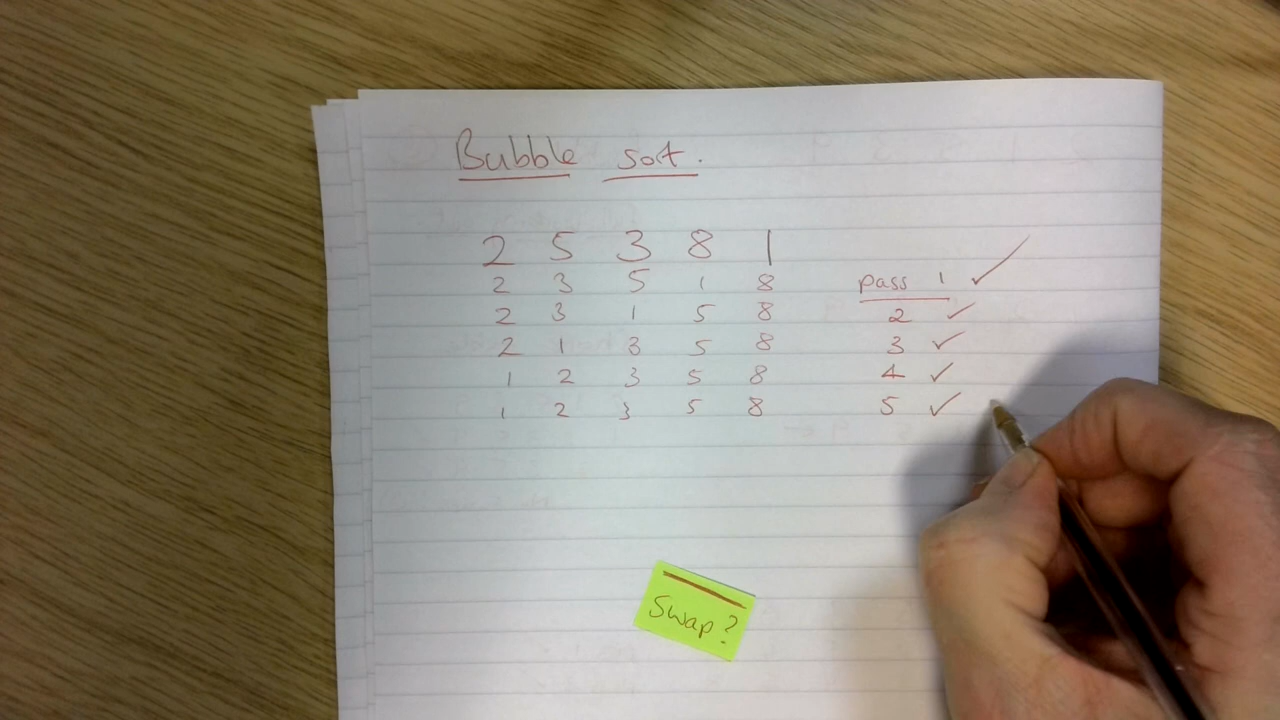 Bubble sort.
2 5 3 8 1
2 3 5 1 8 pass 1 ✓
2 3 1 5 8 2 ✓
2 1 3 5 8 3 ✓
1 2 3 5 8 4 ✓
1 2 3 5 8 5 ✓
Swap?